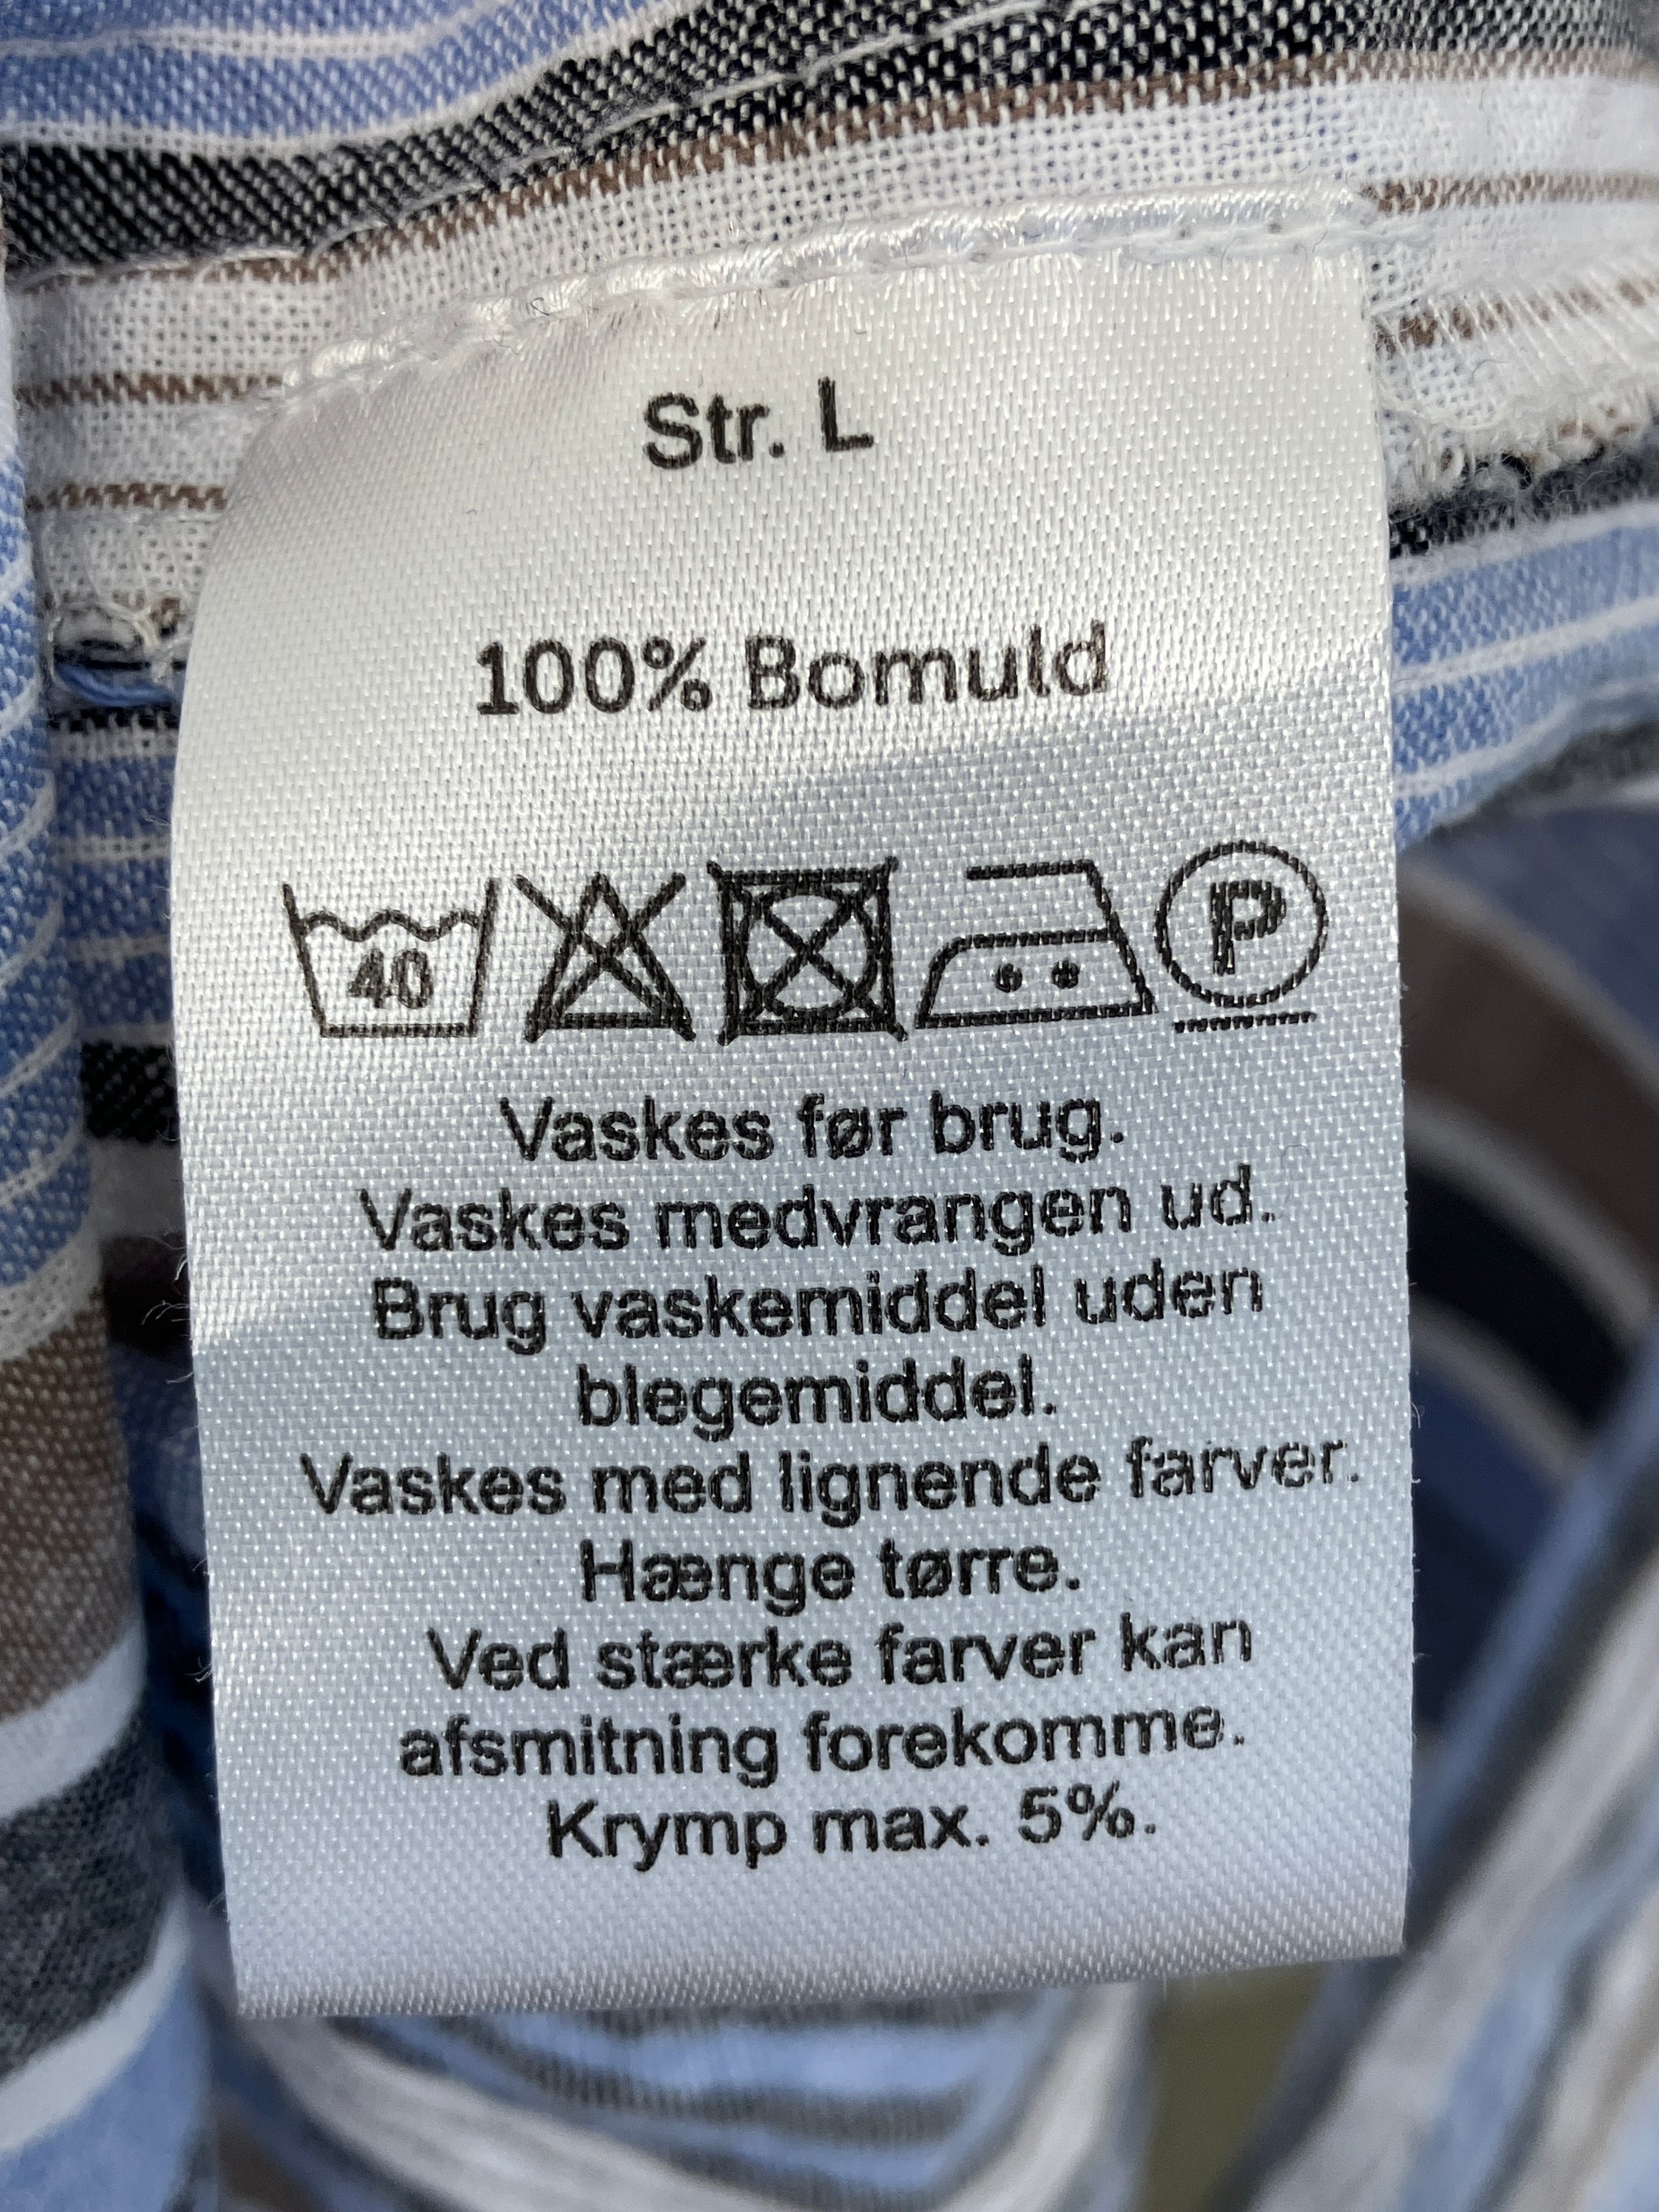 Str. L
100% Bomuld
40 P
Vaskes før brug.
Vaskes medvrangen ud.
Brug vaskemiddel uden
blegemiddel.
Vaskes med lignende farver.
Hænge tørre.
Ved stærke farver kan
afsmitning forekomme.
Krymp max. 5%.